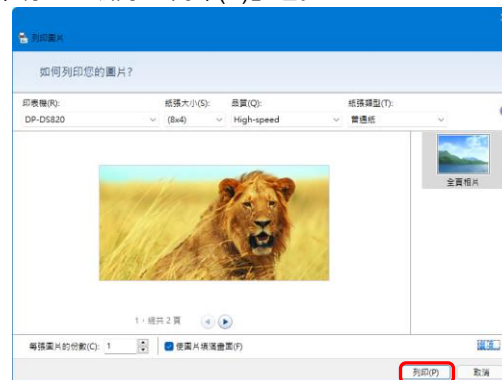 列印圖片
如何列印您的圖片?
印表機(R): 紙張大小(S): 品質(Q): 紙張類型(T):
DP-DS820 (8x4) High-speed 普通紙
全頁相片
1，總共 2 頁
每張圖片的份數(C): 1 使圖片填滿畫面(F) 選項...
列印(P) 取消